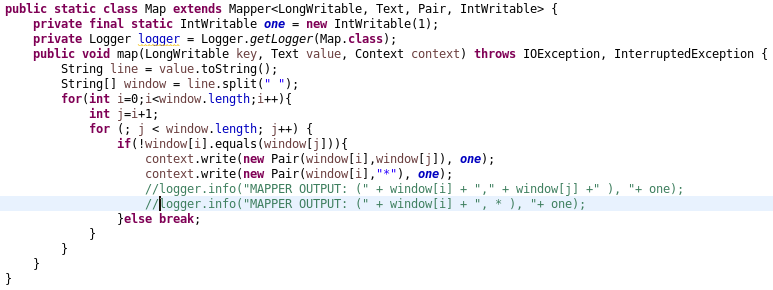 public static class Map extends Mapper<LongWritable, Text, Pair, IntWritable> {
    private final static IntWritable one = new IntWritable(1);
    private Logger logger = Logger.getLogger(Map.class);
    public void map(LongWritable key, Text value, Context context) throws IOException, InterruptedException {
        String line = value.toString();
        String[] window = line.split(" ");
        for(int i=0;i<window.length;i++){
            int j=i+1;
            for (; j < window.length; j++) {
                if(!window[i].equals(window[j])){
                    context.write(new Pair(window[i],window[j]), one);
                    context.write(new Pair(window[i],"*"), one);
                    //logger.info("MAPPER OUTPUT: (" + window[i] + "," + window[j] +" ), "+ one);
                    //logger.info("MAPPER OUTPUT: (" + window[i] + ", * ), "+ one);
                }else break;
            }
        }
    }
}